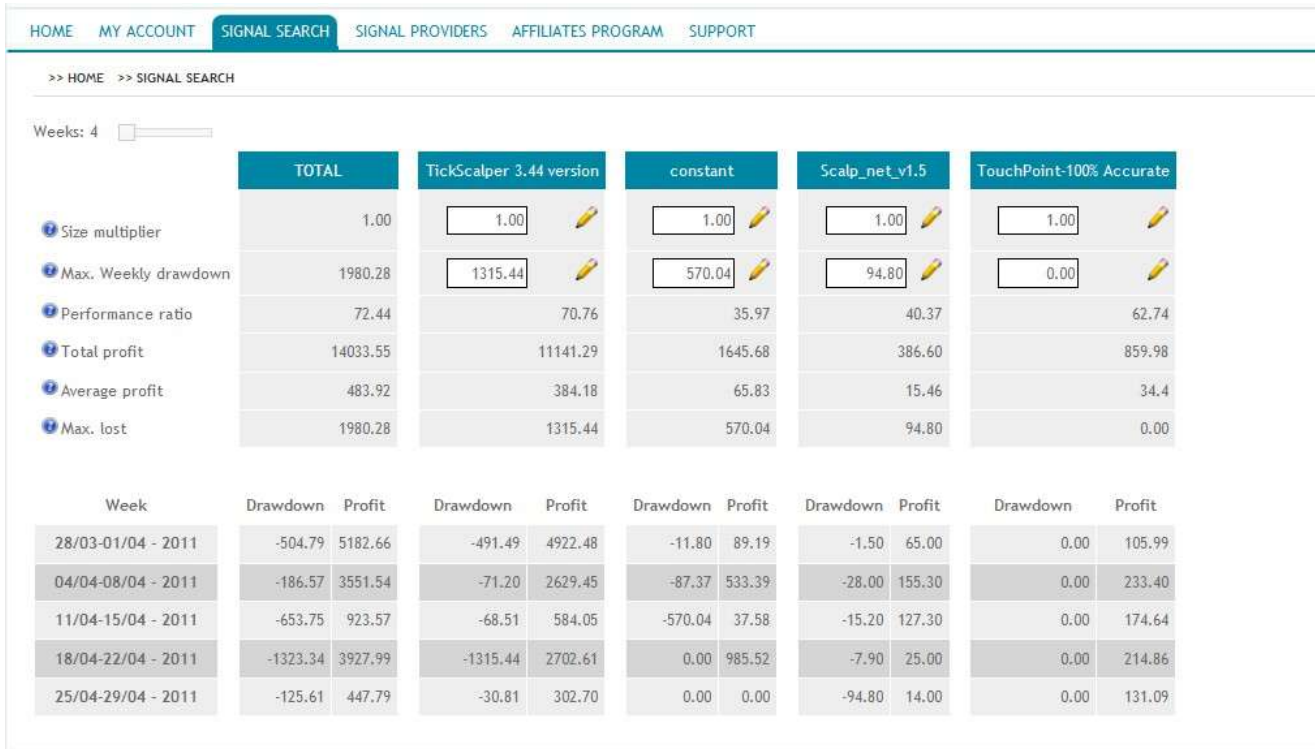 HOME MY ACCOUNT SIGNAL SEARCH SIGNAL PROVIDERS AFFILIATES PROGRAM SUPPORT
>> HOME >> SIGNAL SEARCH
Weeks: 4
TOTAL TickScalper 3.44 version constant Scalp_net_v1.5 TouchPoint-100% Accurate
Size multiplier 1.00 1.00 1.00 1.00 1.00
Max. Weekly drawdown 1980.28 1315.44 570.04 94.80 0.00
Performance ratio 72.44 70.76 35.97 40.37 62.74
Total profit 14033.55 11141.29 1645.68 386.60 859.98
Average profit 483.92 384.18 65.83 15.46 34.4
Max. lost 1980.28 1315.44 570.04 94.80 0.00
Week Drawdown Profit Drawdown Profit Drawdown Profit Drawdown Profit Drawdown Profit
28/03-01/04 - 2011 -504.79 5182.66 -491.49 4922.48 -11.80 89.19 -1.50 65.00 0.00 105.99
04/04-08/04 - 2011 -186.57 3551.54 -71.20 2629.45 -87.37 533.39 -28.00 155.30 0.00 233.40
11/04-15/04 - 2011 -653.75 923.57 -68.51 584.05 -570.04 37.58 -15.20 127.30 0.00 174.64
18/04-22/04 - 2011 -1323.34 3927.99 -1315.44 2702.61 0.00 985.52 -7.90 25.00 0.00 214.86
25/04-29/04 - 2011 -125.61 447.79 -30.81 302.70 0.00 0.00 -94.80 14.00 0.00 131.09